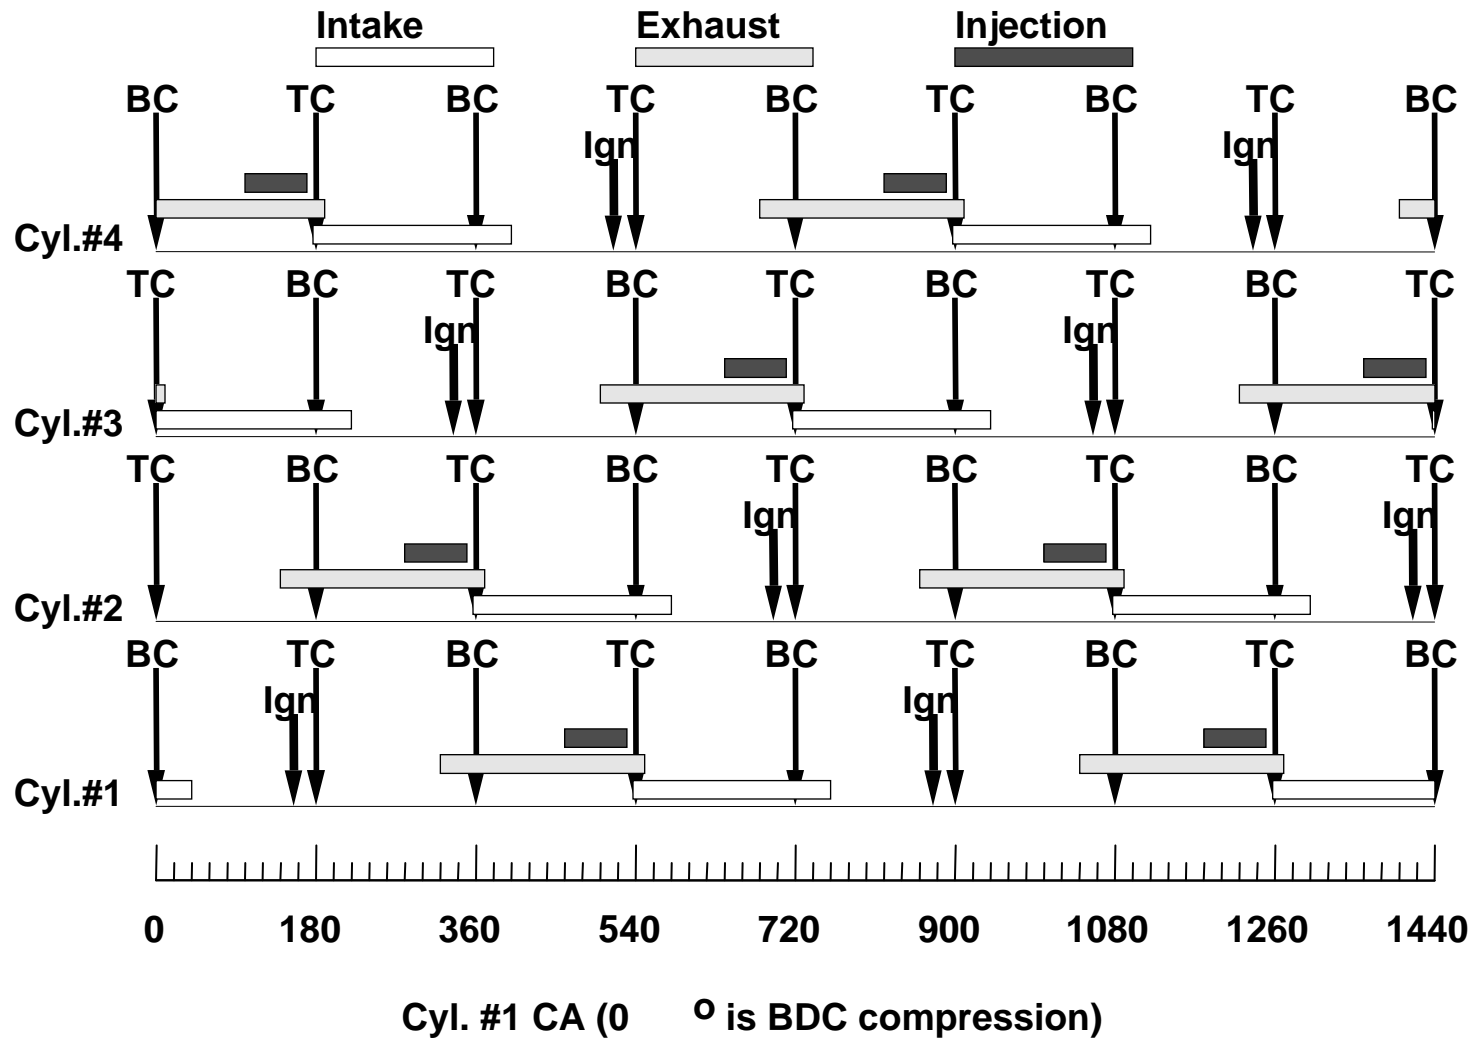 Intake Exhaust Injection
BC TC BC TC BC TC BC TC BC
Ign Ign
Cyl.#4
TC BC TC BC TC BC TC BC TC
Ign Ign
Cyl.#3
TC BC TC BC TC BC TC BC TC
Ign Ign
Cyl.#2
BC TC BC TC BC TC BC TC BC
Ign Ign
Cyl.#1
0 180 360 540 720 900 1080 1260 1440
Cyl. #1 CA (0 o is BDC compression)